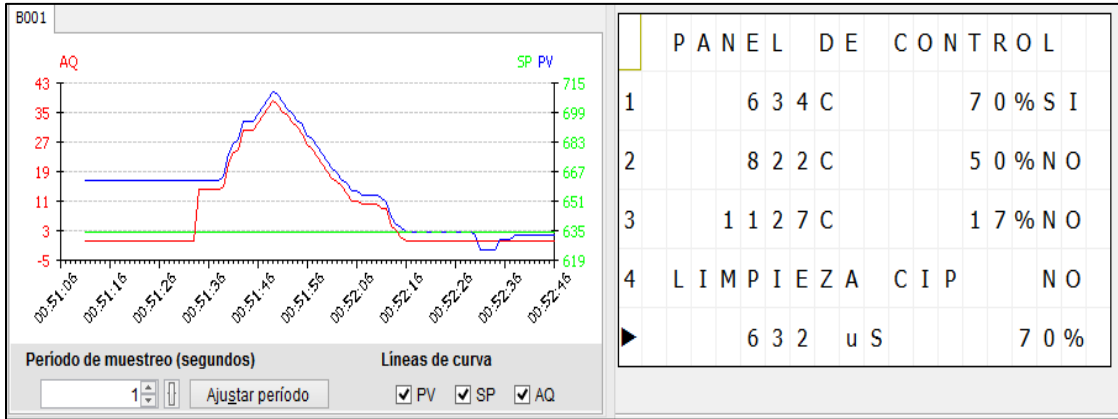 B001
AQ SP PV
43 715
35 699
27 683
19 667
11 651
3 635
-5 619
00:51:06 00:51:16 00:51:26 00:51:36 00:51:46 00:51:56 00:52:06 00:52:16 00:52:26 00:52:36 00:52:46
Período de muestreo (segundos) Líneas de curva
1 Ajustar período PV SP AQ
PANEL DE CONTROL
1 634C 70%SI
2 822C 50%NO
3 1127C 17%NO
4 LIMPIEZA CIP NO
632 uS 70%